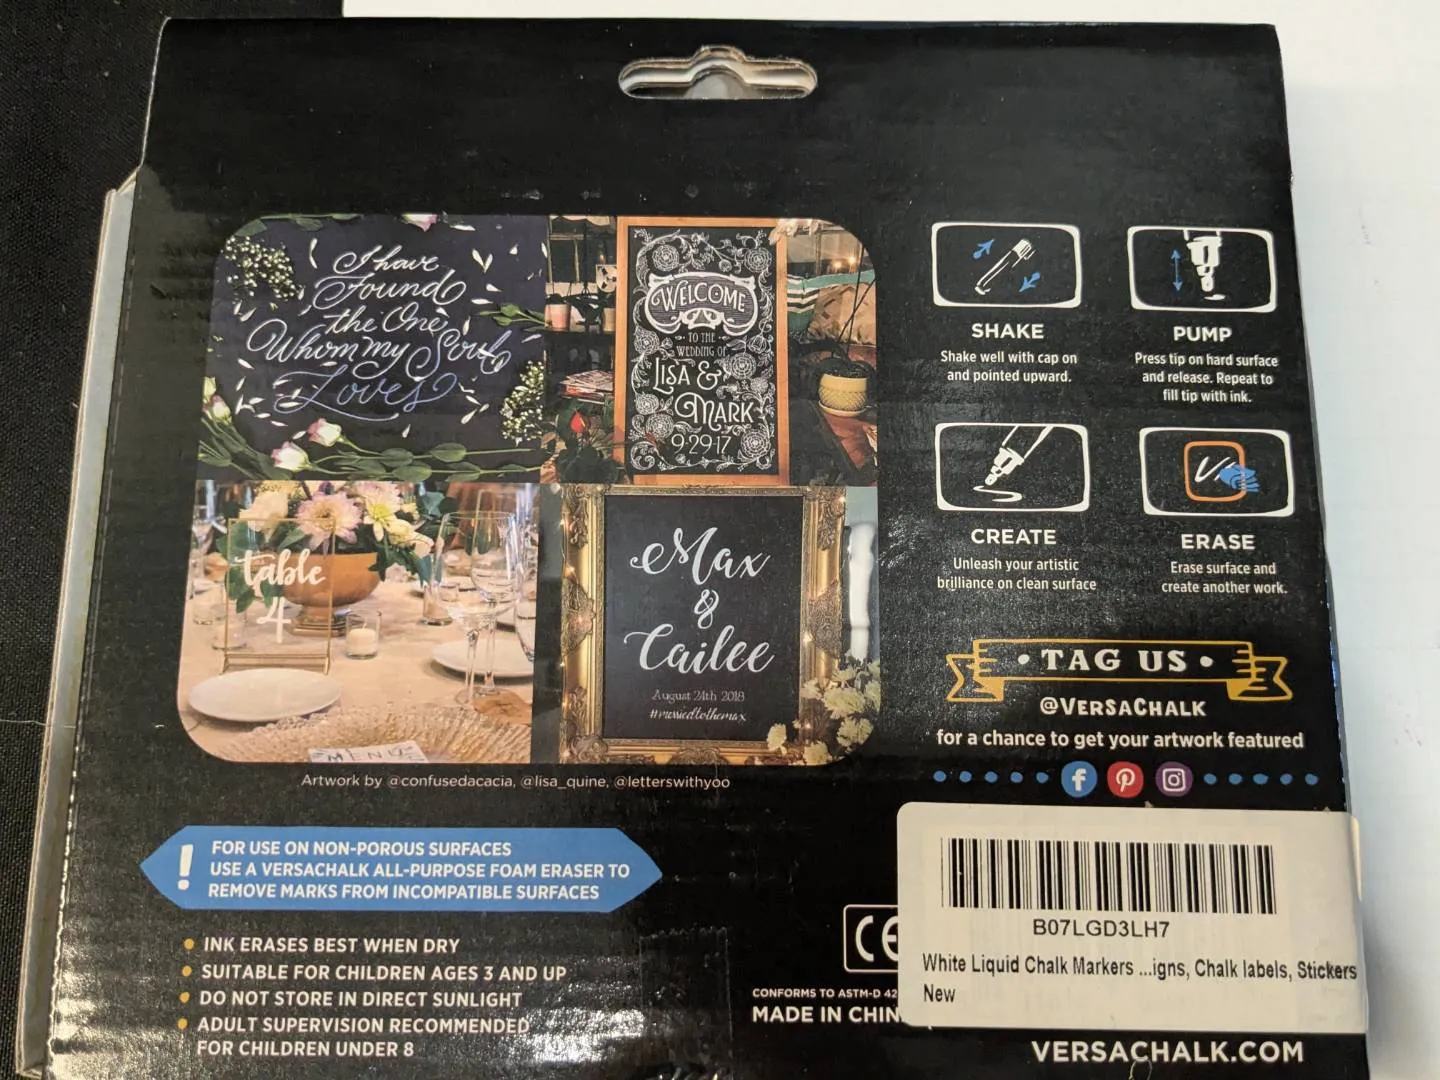 I have
Found
the One
Whom my Soul
Loves
WELCOME
TO THE
WEDDING OF
LISA &
MARK
9·29·17
table
4
MENU
Max
&
Cailee
August 24th 2018
#marriedtothemax
Artwork by @confusedacacia, @lisa_quine, @letterswithyoo
SHAKE
Shake well with cap on
and pointed upward.
PUMP
Press tip on hard surface
and release. Repeat to
fill tip with ink.
CREATE
Unleash your artistic
brilliance on clean surface
ERASE
Erase surface and
create another work.
• TAG US •
@VERSACHALK
for a chance to get your artwork featured
! FOR USE ON NON-POROUS SURFACES
USE A VERSACHALK ALL-PURPOSE FOAM ERASER TO
REMOVE MARKS FROM INCOMPATIBLE SURFACES
• INK ERASES BEST WHEN DRY
• SUITABLE FOR CHILDREN AGES 3 AND UP
• DO NOT STORE IN DIRECT SUNLIGHT
• ADULT SUPERVISION RECOMMENDED
FOR CHILDREN UNDER 8
CE
CONFORMS TO ASTM-D 42
MADE IN CHIN
B07LGD3LH7
White Liquid Chalk Markers ...igns, Chalk labels, Stickers
New
VERSACHALK.COM